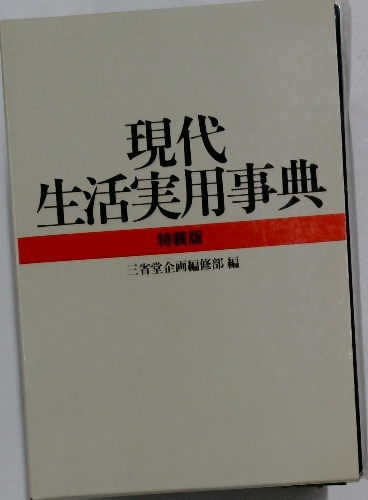 現代
生活実用事典
特装版
三省堂企画編修部 編